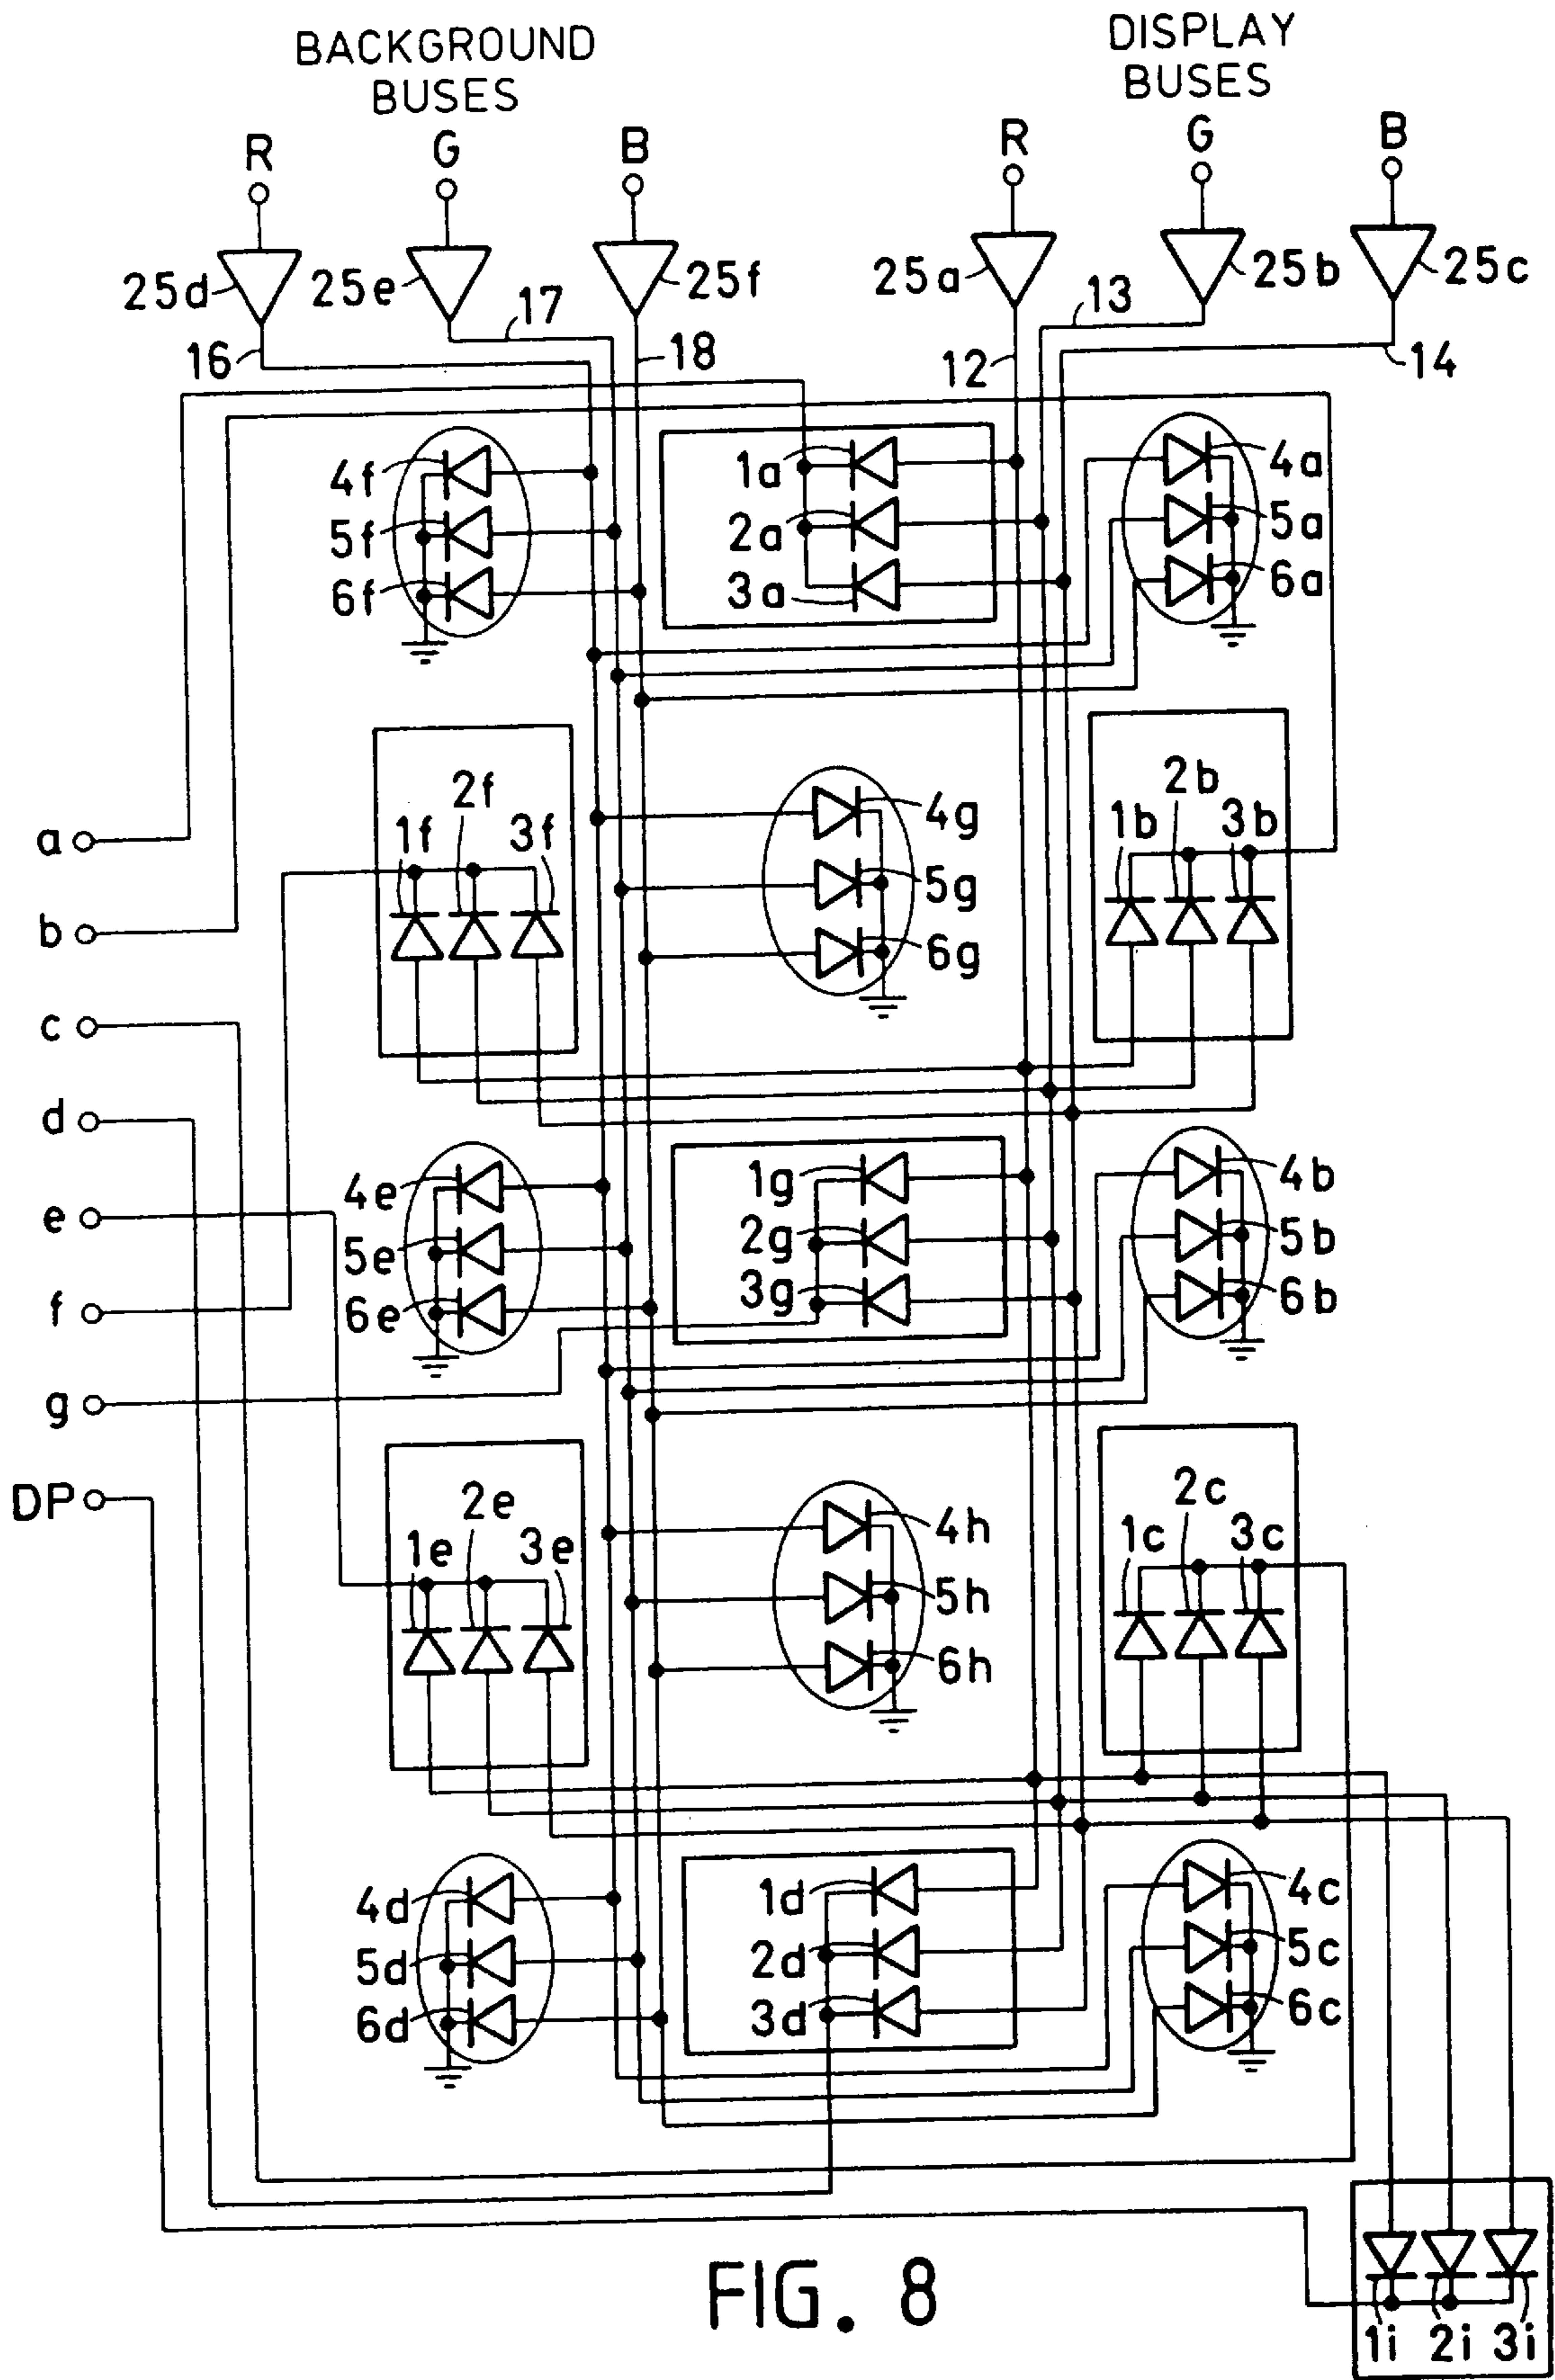 BACKGROUND
BUSES
DISPLAY
BUSES
R
G
B
R
G
B
25d
25e
25f
25a
25b
25c
16
17
18
12
13
14
4f
5f
6f
1a
2a
3a
4a
5a
6a
a
b
c
d
e
f
g
DP
1f
2f
3f
4g
5g
6g
1b
2b
3b
4e
5e
6e
1g
2g
3g
4b
5b
6b
1e
2e
3e
4h
5h
6h
1c
2c
3c
4d
5d
6d
1d
2d
3d
4c
5c
6c
1i
2i
3i
FIG. 8